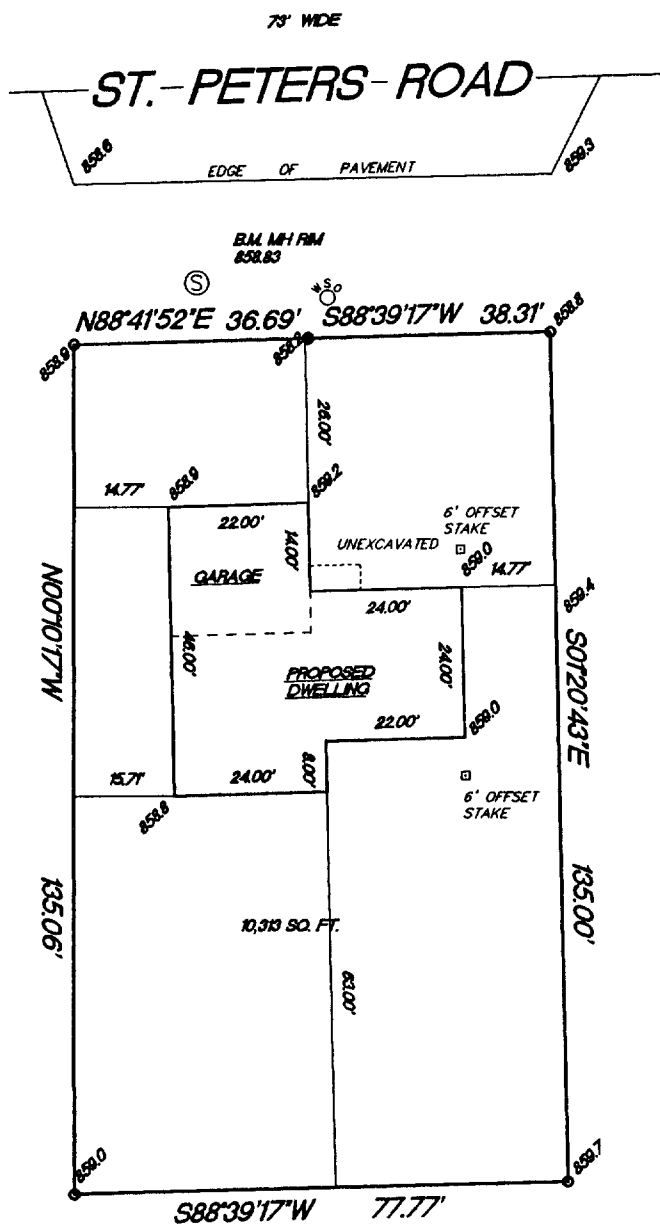 73' WIDE
ST. PETERS ROAD
858.6
EDGE OF PAVEMENT
859.3
B.M. MH RIM
858.83
S
W S O
N88°41'52"E 36.69' S88°39'17"W 38.31'
858.8
858.9
26.00'
14.77'
858.9
859.2
22.00'
14.00'
6' OFFSET
STAKE
UNEXCAVATED
859.0
14.77'
GARAGE
24.00'
859.4
N00°10'17"W
46.00'
PROPOSED
DWELLING
24.00'
S01°20'43"E
22.00'
859.0
15.71'
24.00'
8.00'
858.8
6' OFFSET
STAKE
135.06'
10,313 SQ. FT.
135.00'
63.00'
859.0
859.7
S88°39'17"W 77.77'